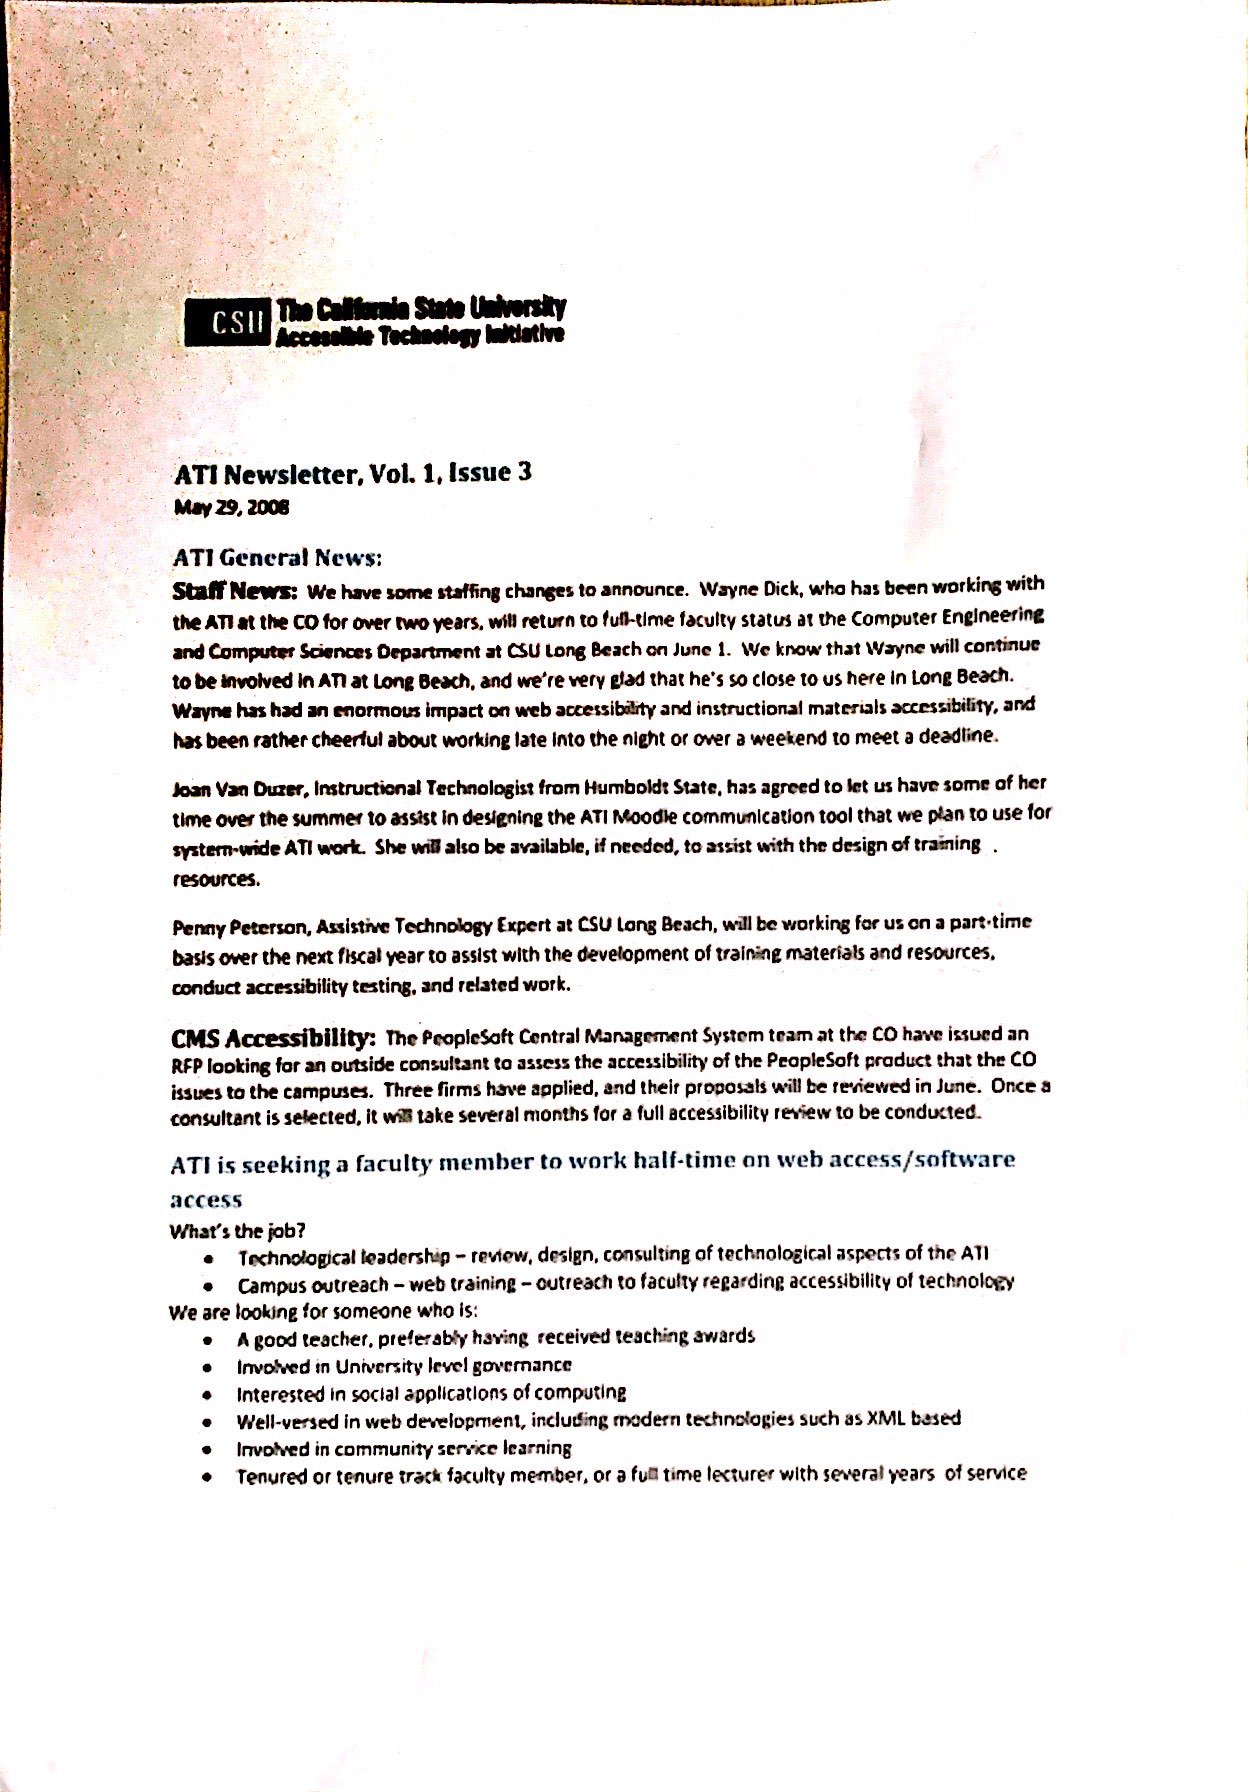 CSU The California State University
Accessible Technology Initiative
ATI Newsletter, Vol. 1, Issue 3
May 29, 2008
ATI General News:
Staff News: We have some staffing changes to announce. Wayne Dick, who has been working with
the ATI at the CO for over two years, will return to full-time faculty status at the Computer Engineering
and Computer Sciences Department at CSU Long Beach on June 1. We know that Wayne will continue
to be involved in ATI at Long Beach, and we're very glad that he's so close to us here in Long Beach.
Wayne has had an enormous impact on web accessibility and instructional materials accessibility, and
has been rather cheerful about working late into the night or over a weekend to meet a deadline.
Joan Van Duzer, Instructional Technologist from Humboldt State, has agreed to let us have some of her
time over the summer to assist in designing the ATI Moodle communication tool that we plan to use for
system-wide ATI work. She will also be available, if needed, to assist with the design of training
resources.
Penny Peterson, Assistive Technology Expert at CSU Long Beach, will be working for us on a part-time
basis over the next fiscal year to assist with the development of training materials and resources,
conduct accessibility testing, and related work.
CMS Accessibility: The PeopleSoft Central Management System team at the CO have issued an
RFP looking for an outside consultant to assess the accessibility of the PeopleSoft product that the CO
issues to the campuses. Three firms have applied, and their proposals will be reviewed in June. Once a
consultant is selected, it will take several months for a full accessibility review to be conducted.
ATI is seeking a faculty member to work half-time on web access/software
access
What's the job?
• Technological leadership – review, design, consulting of technological aspects of the ATI
• Campus outreach – web training – outreach to faculty regarding accessibility of technology
We are looking for someone who is:
• A good teacher, preferably having received teaching awards
• Involved in University level governance
• Interested in social applications of computing
• Well-versed in web development, including modern technologies such as XML based
• Involved in community service learning
• Tenured or tenure track faculty member, or a full time lecturer with several years of service